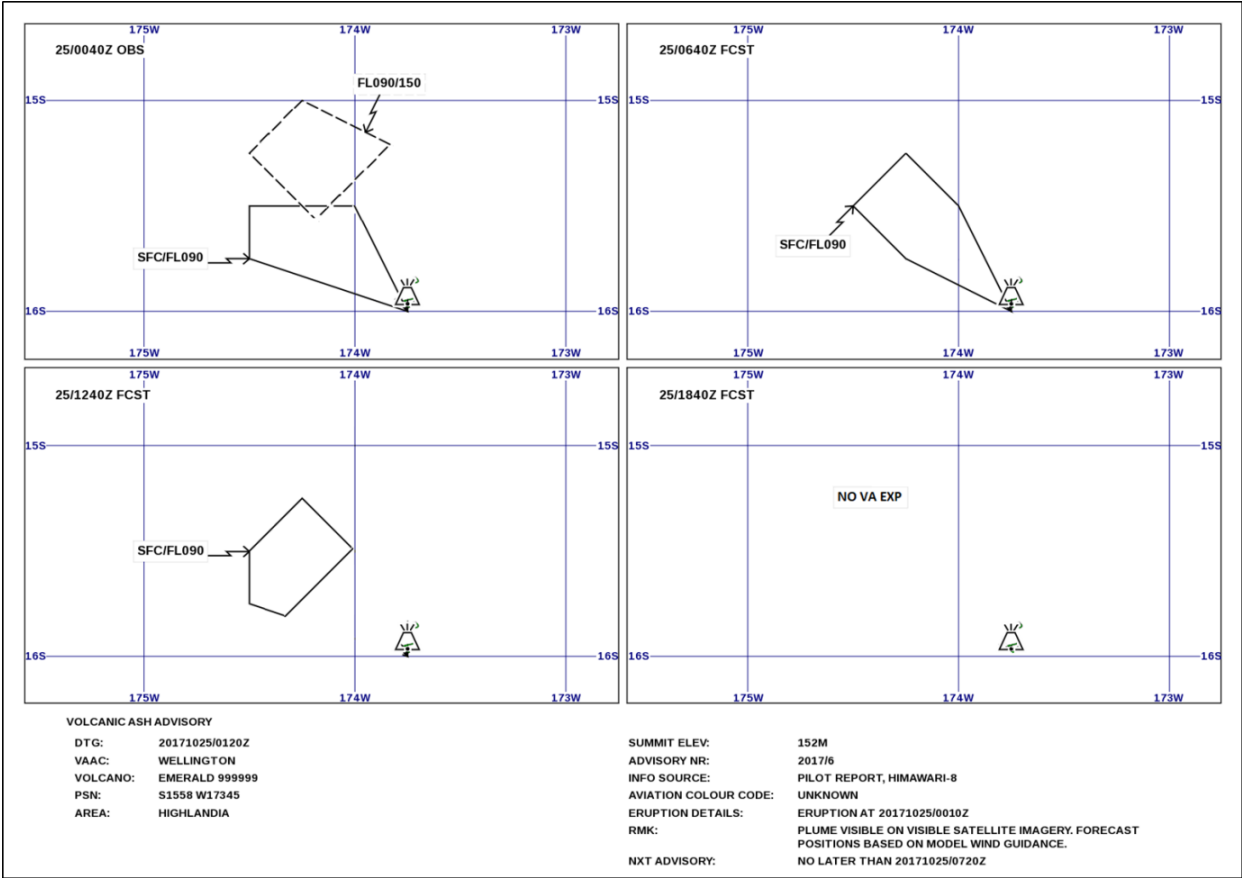 175W 174W 173W
25/0040Z OBS
FL090/150
15S 15S
SFC/FL090
16S 16S
175W 174W 173W
175W 174W 173W
25/0640Z FCST
15S 15S
SFC/FL090
16S 16S
175W 174W 173W
175W 174W 173W
25/1240Z FCST
15S 15S
SFC/FL090
16S 16S
175W 174W 173W
175W 174W 173W
25/1840Z FCST
15S 15S
NO VA EXP
16S 16S
175W 174W 173W
VOLCANIC ASH ADVISORY
DTG: 20171025/0120Z
VAAC: WELLINGTON
VOLCANO: EMERALD 999999
PSN: S1558 W17345
AREA: HIGHLANDIA
SUMMIT ELEV: 152M
ADVISORY NR: 2017/6
INFO SOURCE: PILOT REPORT, HIMAWARI-8
AVIATION COLOUR CODE: UNKNOWN
ERUPTION DETAILS: ERUPTION AT 20171025/0010Z
RMK: PLUME VISIBLE ON VISIBLE SATELLITE IMAGERY. FORECAST
POSITIONS BASED ON MODEL WIND GUIDANCE.
NXT ADVISORY: NO LATER THAN 20171025/0720Z